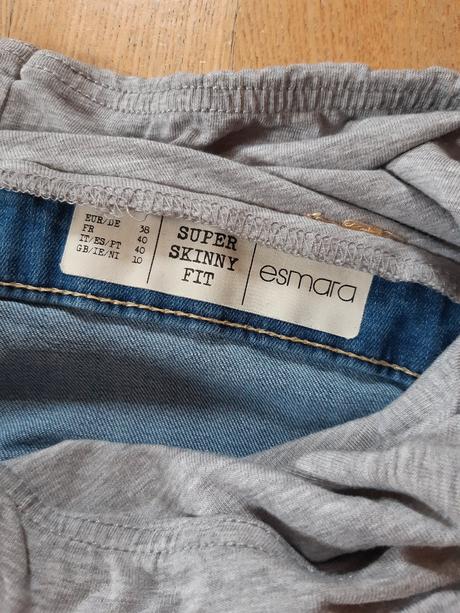 EUR/DE 38
FR 40
IT/ES/PT 40
GB/IE/NI 10
SUPER
SKINNY
FIT
esmara